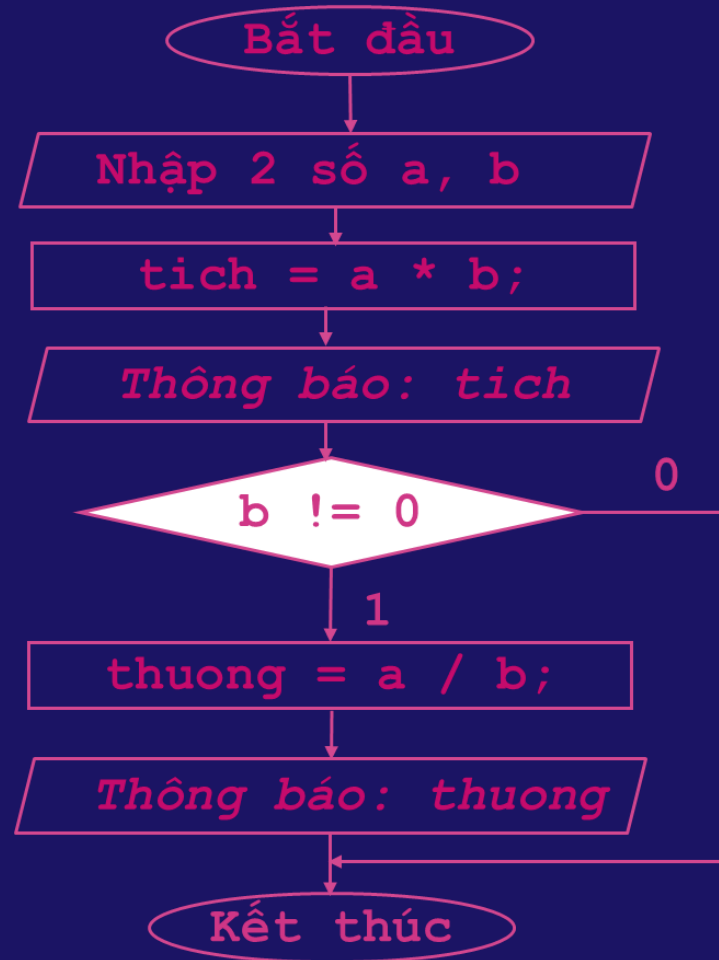 Bắt đầu
Nhập 2 số a, b
tich = a * b;
Thông báo: tich
0
b != 0
1
thuong = a / b;
Thông báo: thuong
Kết thúc